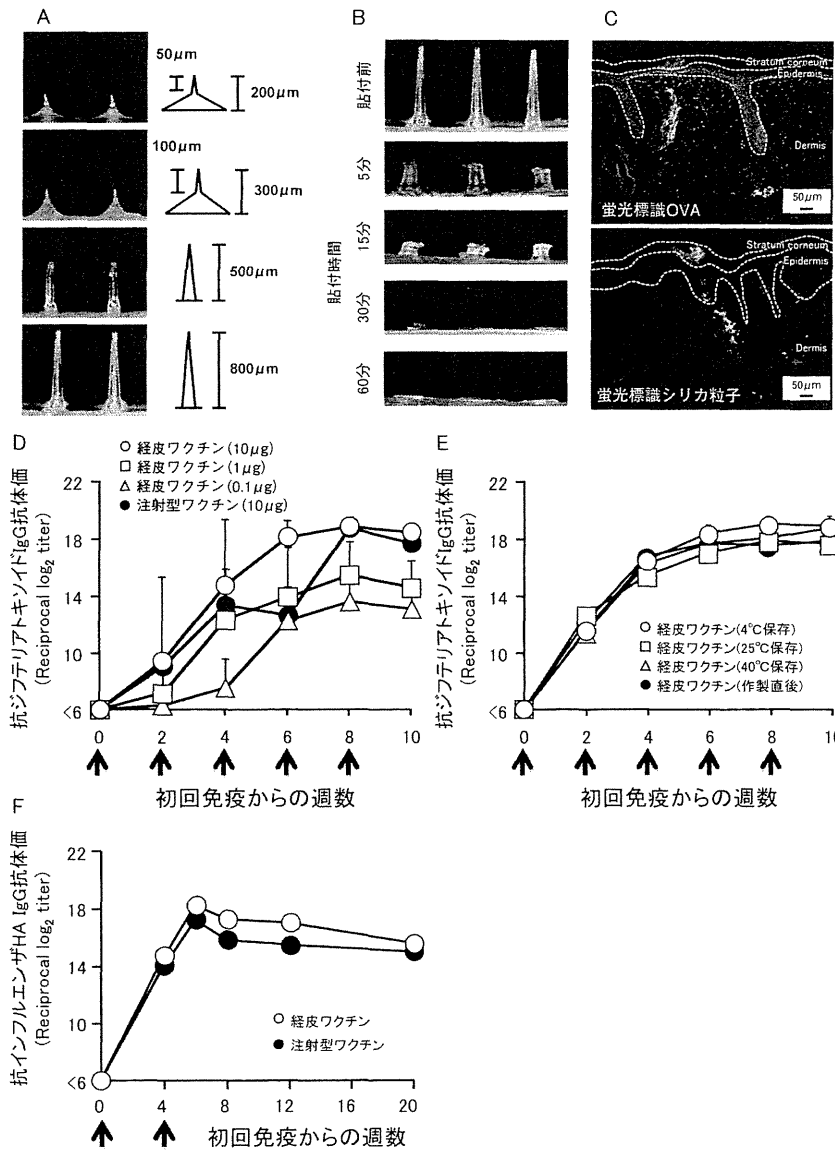 A
50μm
200μm
100μm
300μm
500μm
800μm
B
貼付前
5分
15分
30分
60分
貼付時間
C
Stratum corneum
Epidermis
Dermis
50μm
蛍光標識OVA
Stratum corneum
Epidermis
Dermis
50μm
蛍光標識シリカ粒子
D
経皮ワクチン(10μg)
経皮ワクチン(1μg)
経皮ワクチン(0.1μg)
注射型ワクチン(10μg)
抗ジフテリアトキソイドIgG抗体価
(Reciprocal log₂ titer)
22
18
14
10
<6
0 2 4 6 8 10
初回免疫からの週数
E
抗ジフテリアトキソイドIgG抗体価
(Reciprocal log₂ titer)
22
18
14
10
<6
経皮ワクチン(4℃保存)
経皮ワクチン(25℃保存)
経皮ワクチン(40℃保存)
経皮ワクチン(作製直後)
0 2 4 6 8 10
初回免疫からの週数
F
抗インフルエンザHA IgG抗体価
(Reciprocal log₂ titer)
22
18
14
10
<6
経皮ワクチン
注射型ワクチン
0 4 8 12 16 20
初回免疫からの週数